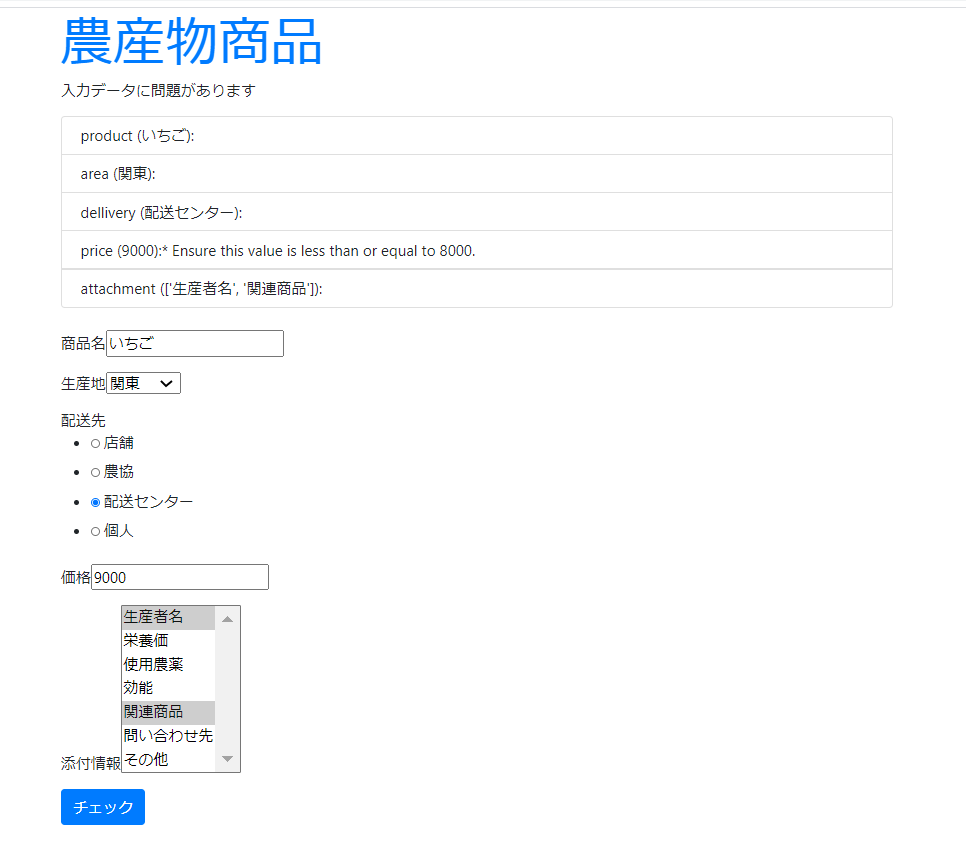 農産物商品
入力データに問題があります
product (いちご):
area (関東):
dellivery (配送センター):
price (9000):* Ensure this value is less than or equal to 8000.
attachment (['生産者名', '関連商品']):
商品名 いちご
生産地 関東
配送先
店舗
農協
配送センター
個人
価格 9000
生産者名
栄養価
使用農薬
効能
関連商品
問い合わせ先
その他
添付情報
チェック